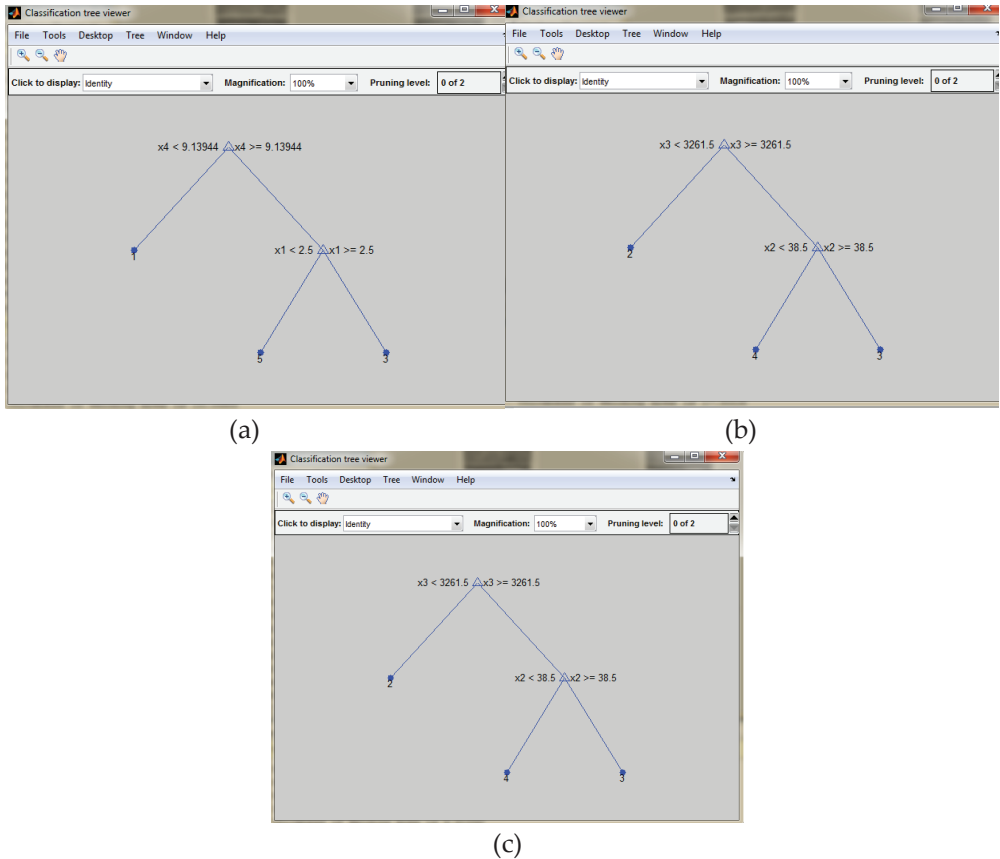 Classification tree viewer
File Tools Desktop Tree Window Help
Click to display: Identity Magnification: 100% Pruning level: 0 of 2
x4 < 9.13944 x4 >= 9.13944
1
x1 < 2.5 x1 >= 2.5
5 3
(a)
Classification tree viewer
File Tools Desktop Tree Window Help
Click to display: Identity Magnification: 100% Pruning level: 0 of 2
x3 < 3261.5 x3 >= 3261.5
2
x2 < 38.5 x2 >= 38.5
4 3
(b)
Classification tree viewer
File Tools Desktop Tree Window Help
Click to display: Identity Magnification: 100% Pruning level: 0 of 2
x3 < 3261.5 x3 >= 3261.5
2
x2 < 38.5 x2 >= 38.5
4 3
(c)